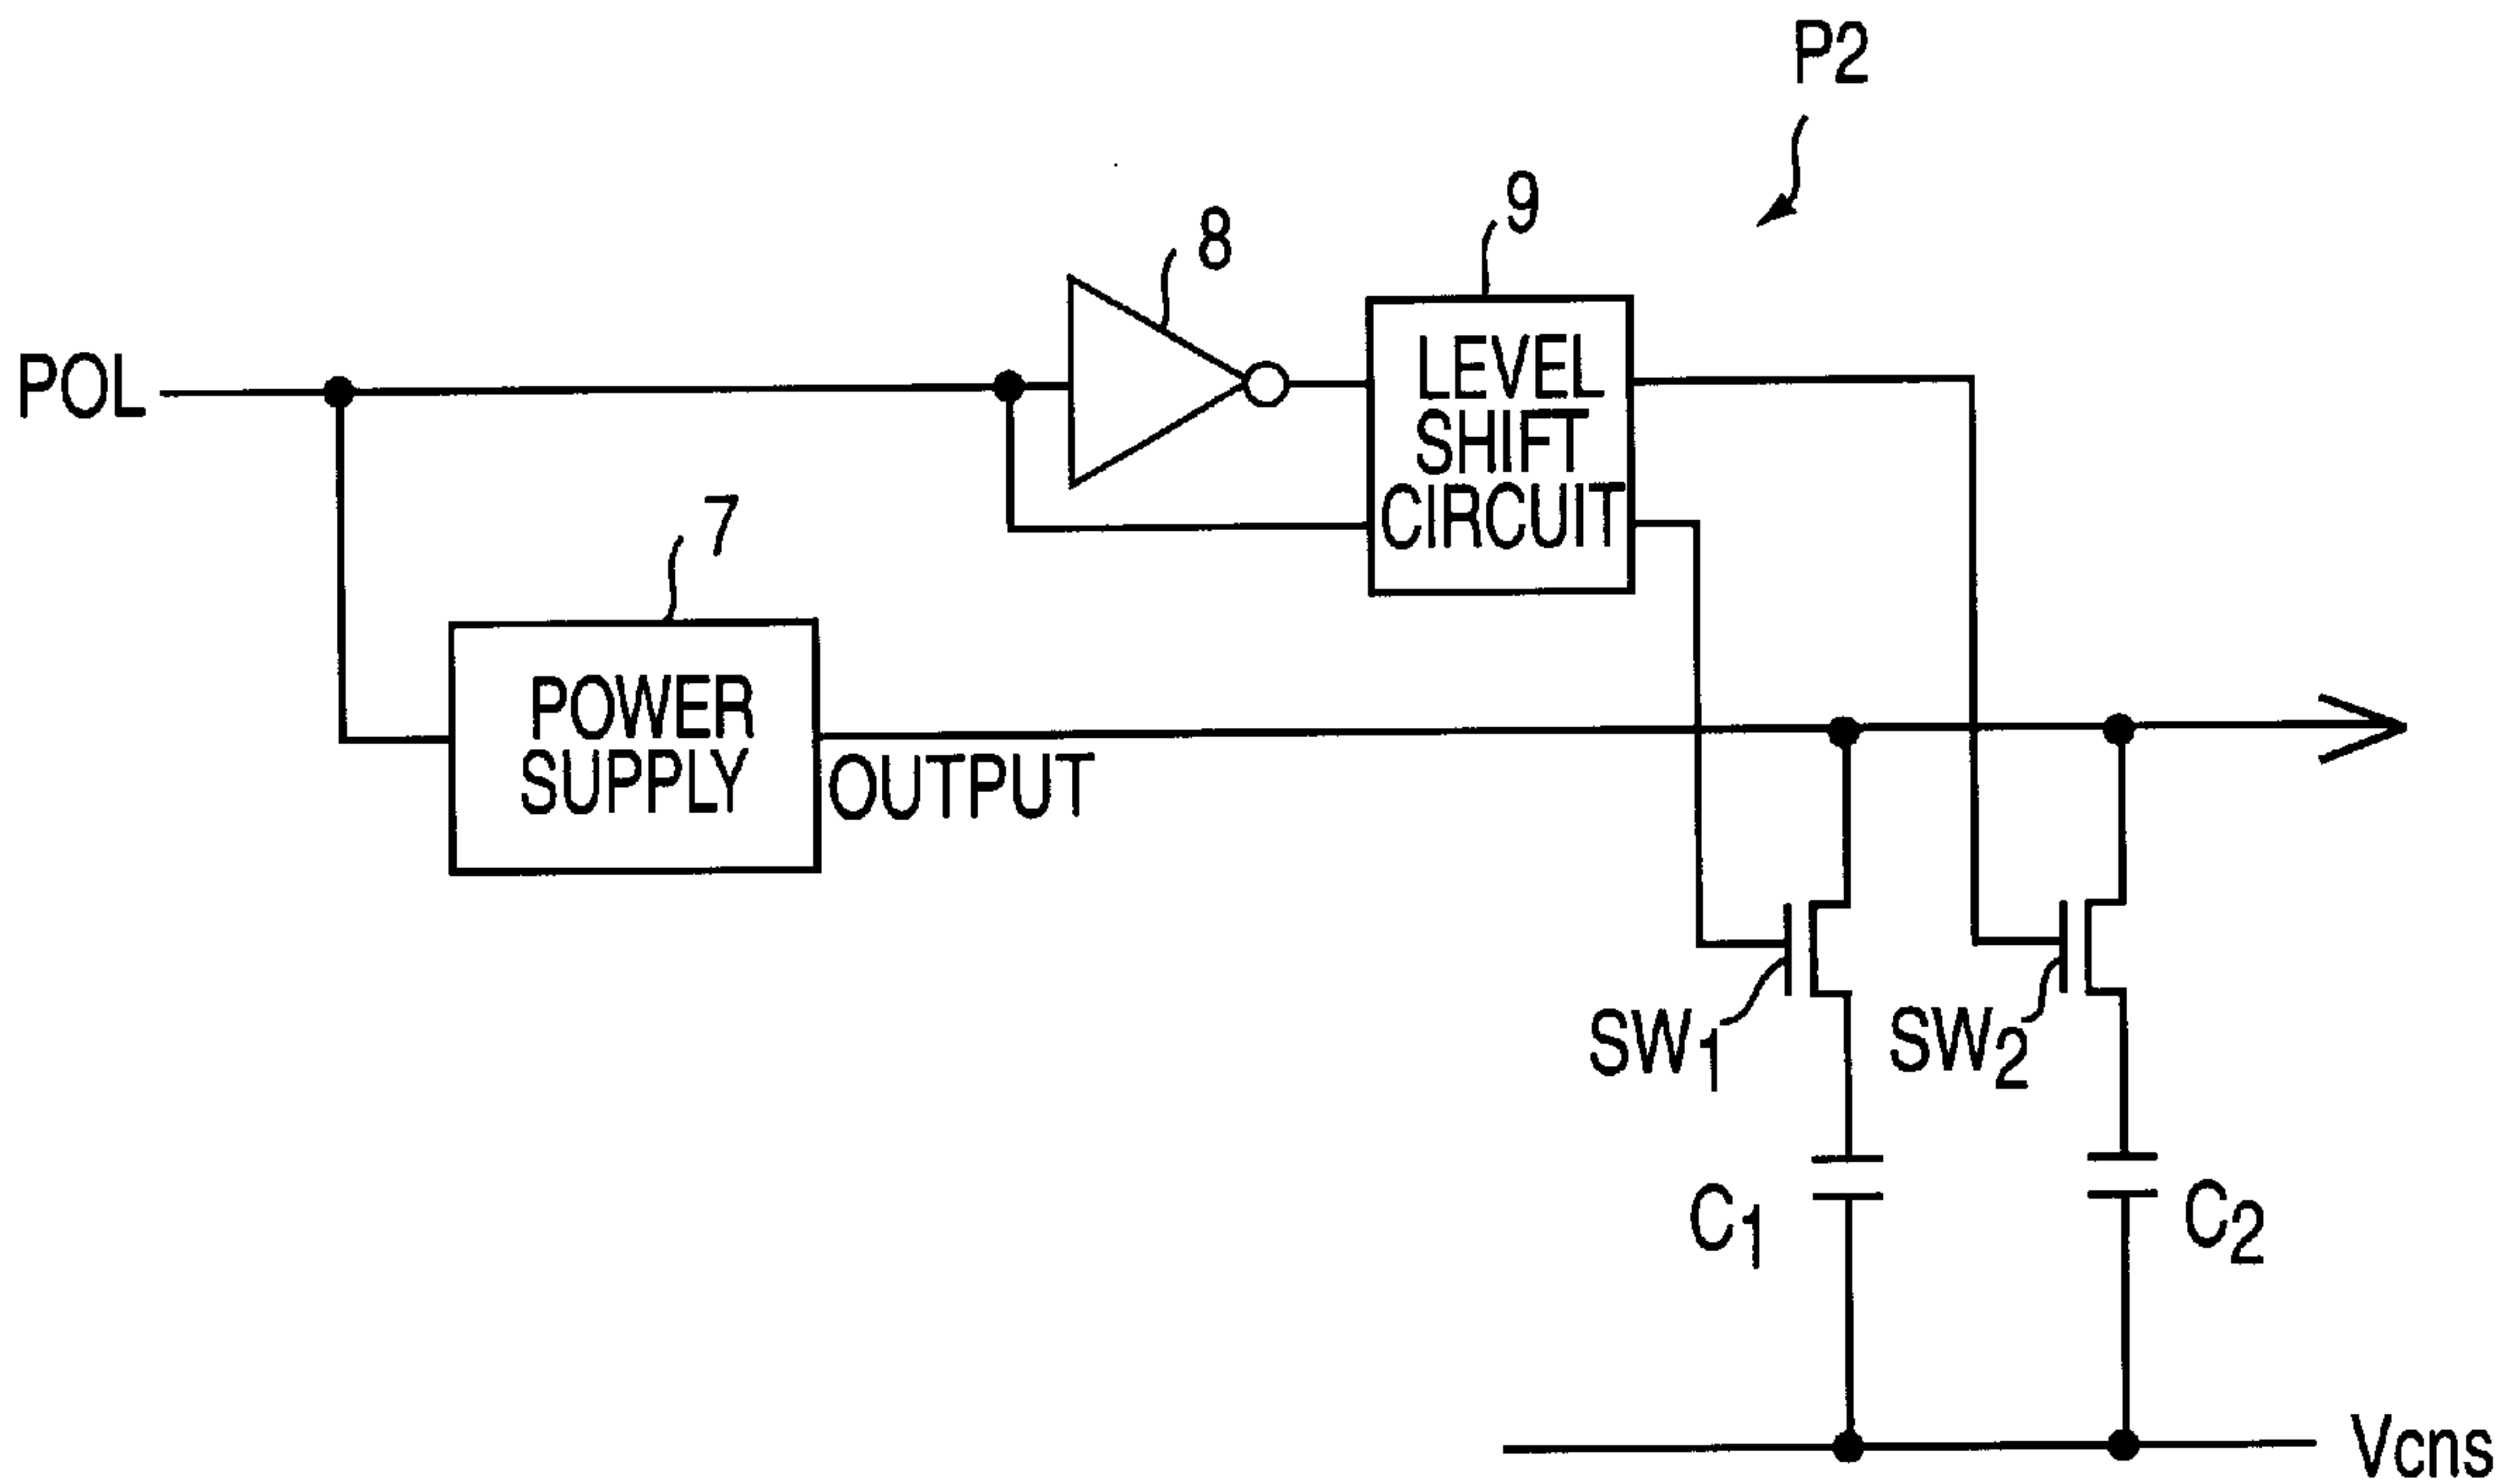 P2
9
8
LEVEL
SHIFT
CIRCUIT
POL
7
POWER
SUPPLY
OUTPUT
SW1
SW2
C1
C2
Vcns